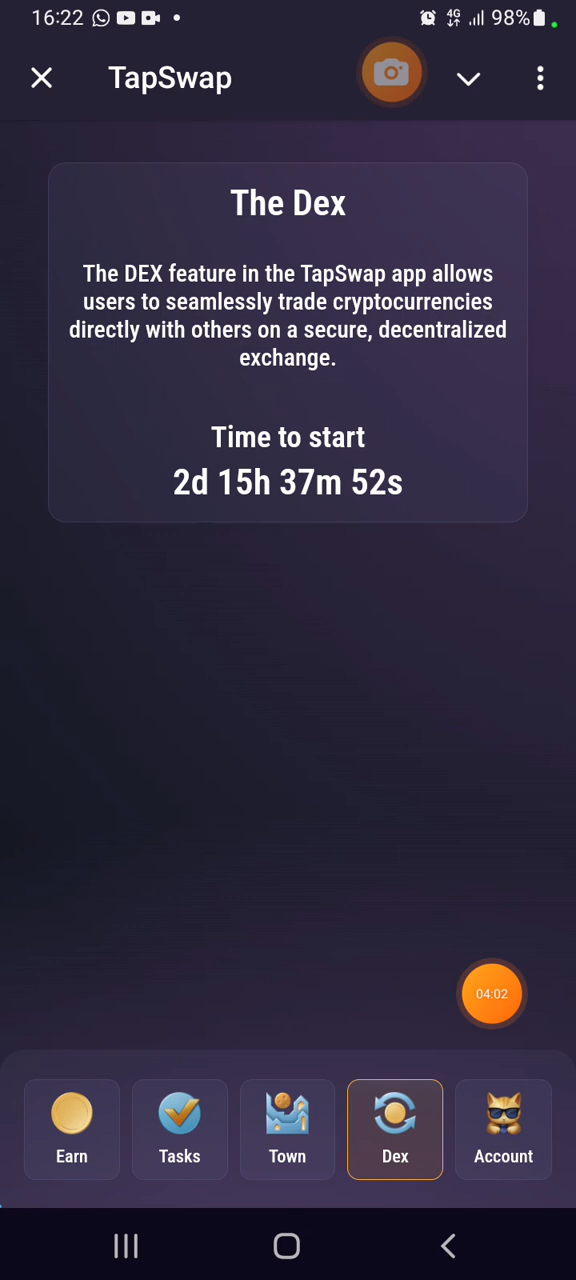 16:22 4G 98%
TapSwap
The Dex
The DEX feature in the TapSwap app allows
users to seamlessly trade cryptocurrencies
directly with others on a secure, decentralized
exchange.
Time to start
2d 15h 37m 52s
04:02
Earn Tasks Town Dex Account